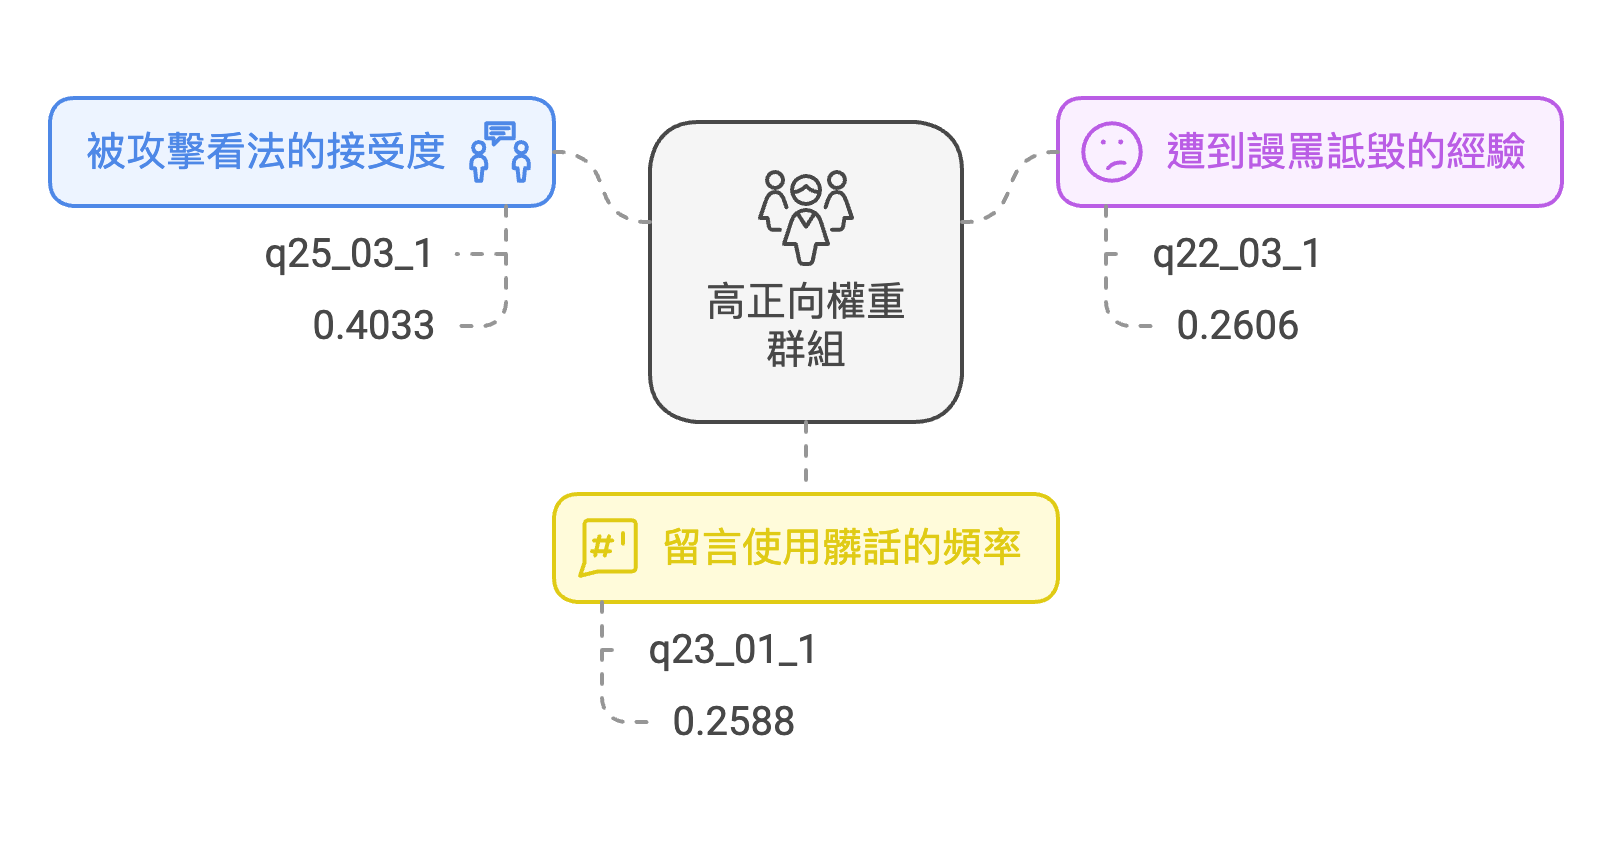 被攻擊看法的接受度
q25_03_1
0.4033
高正向權重
群組
遭到謾罵詆毀的經驗
q22_03_1
0.2606
留言使用髒話的頻率
#'
q23_01_1
0.2588